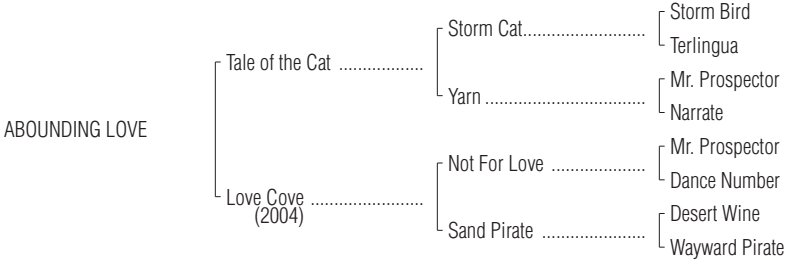 Storm Bird
Storm Cat..........................
Terlingua
Tale of the Cat ..................
Mr. Prospector
Yarn ..................................
Narrate
ABOUNDING LOVE
Mr. Prospector
Not For Love ....................
Dance Number
Love Cove ........................
(2004)
Desert Wine
Sand Pirate ......................
Wayward Pirate